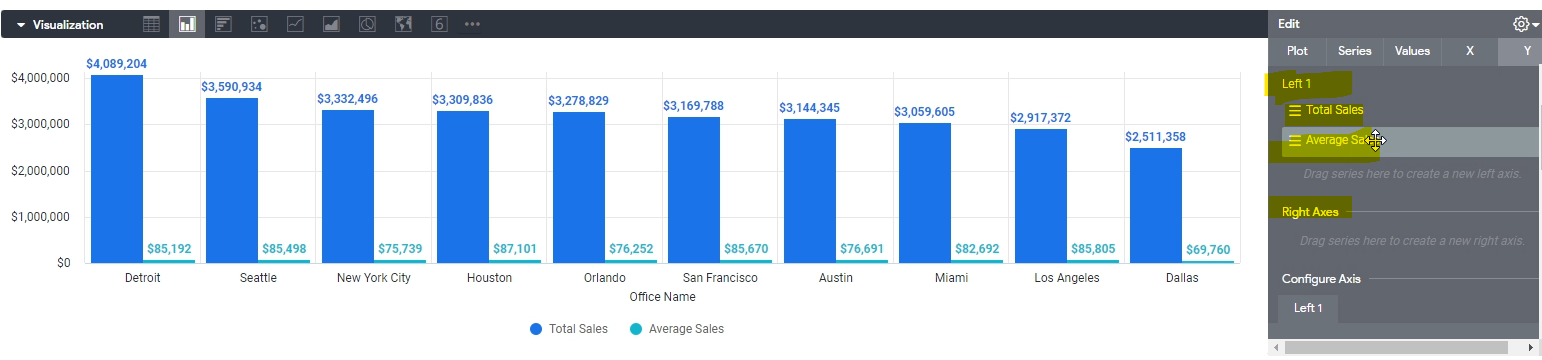 Visualization
6
Edit
Plot Series Values X Y
$4,089,204
$3,590,934
$3,332,496
$3,309,836
$3,278,829
$3,169,788
$3,144,345
$3,059,605
$2,917,372
$2,511,358
$4,000,000
$3,000,000
$2,000,000
$1,000,000
$0
$85,192
$85,498
$75,739
$87,101
$76,252
$85,670
$76,691
$82,692
$85,805
$69,760
Detroit Seattle New York City Houston Orlando San Francisco Austin Miami Los Angeles Dallas
Office Name
Total Sales Average Sales
Left 1
Total Sales
Average
Drag series here to create a new left axis.
Right Axes
Drag series here to create a new right axis.
Configure Axis
Left 1